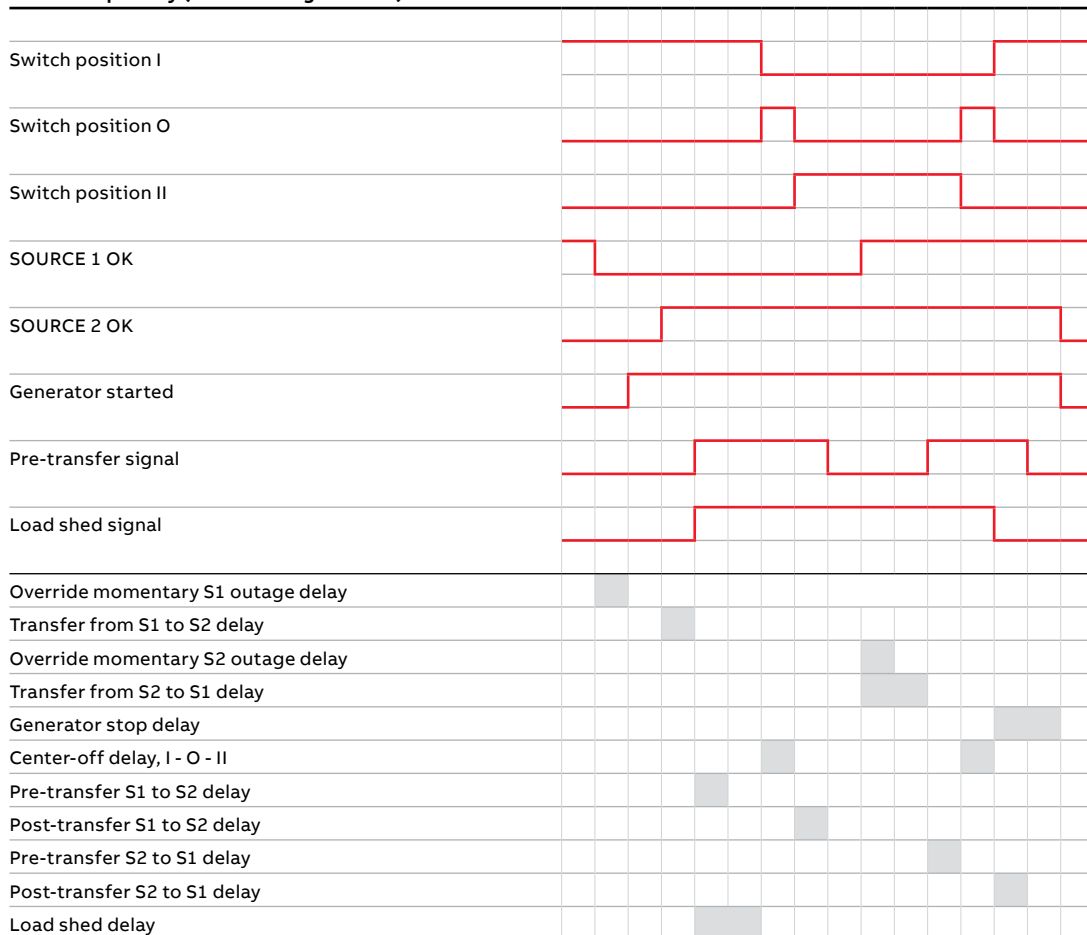 Switch position I
Switch position O
Switch position II
SOURCE 1 OK
SOURCE 2 OK
Generator started
Pre-transfer signal
Load shed signal
Override momentary S1 outage delay
Transfer from S1 to S2 delay
Override momentary S2 outage delay
Transfer from S2 to S1 delay
Generator stop delay
Center-off delay, I - O - II
Pre-transfer S1 to S2 delay
Post-transfer S1 to S2 delay
Pre-transfer S2 to S1 delay
Post-transfer S2 to S1 delay
Load shed delay